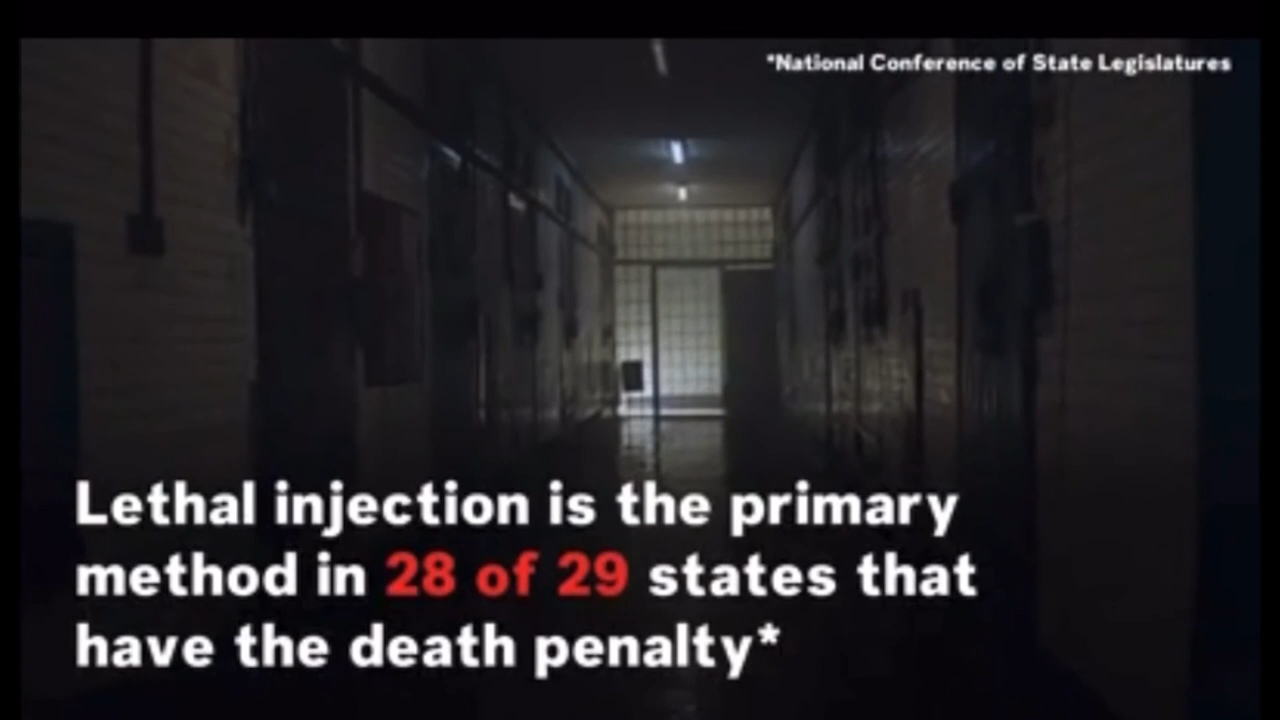 *National Conference of State Legislatures
Lethal injection is the primary
method in 28 of 29 states that
have the death penalty*